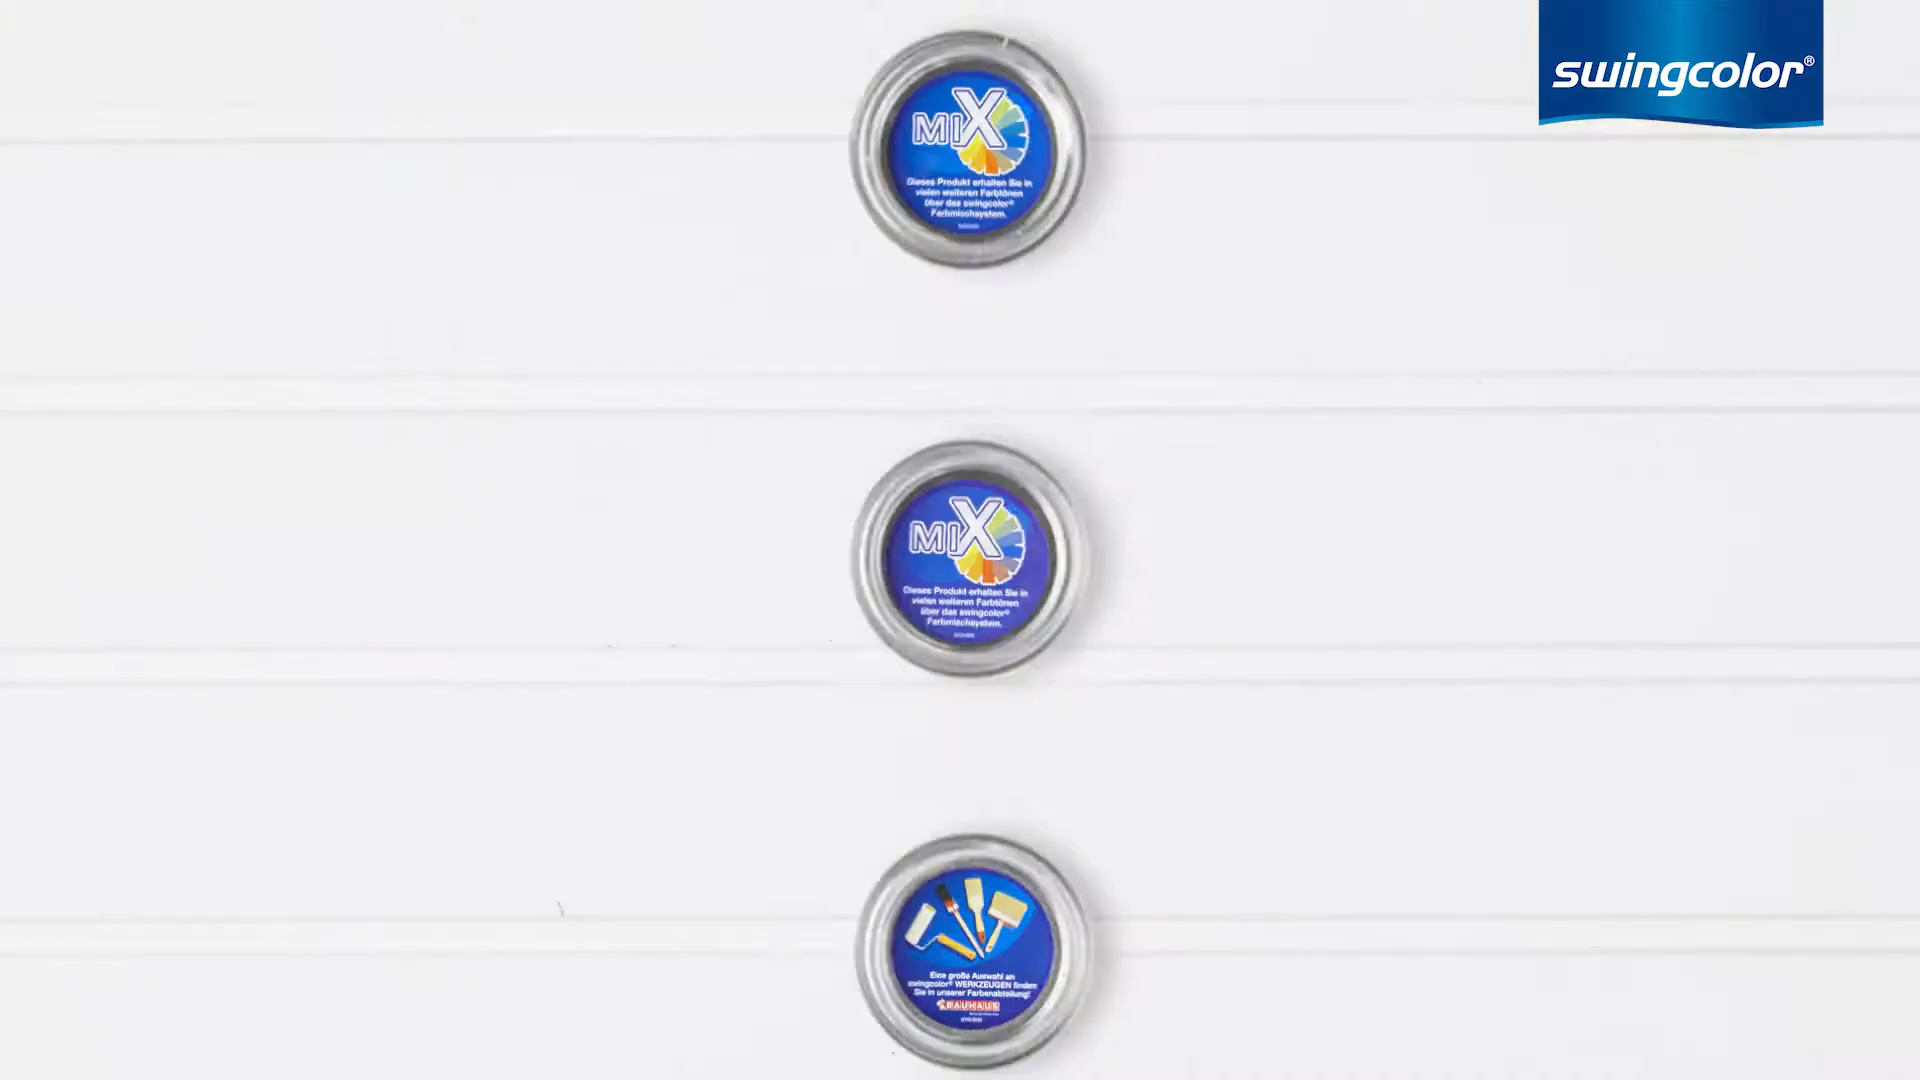 swingcolor®
MIX
Dieses Produkt erhalten Sie in
vielen weiteren Farbtönen
über das swingcolor®
Farbmischsystem.
MIX
Dieses Produkt erhalten Sie in
vielen weiteren Farbtönen
über das swingcolor®
Farbmischsystem.
Eine große Auswahl an
swingcolor® WERKZEUGEN finden
Sie in unserer Farbenabteilung!
BAUHAUS